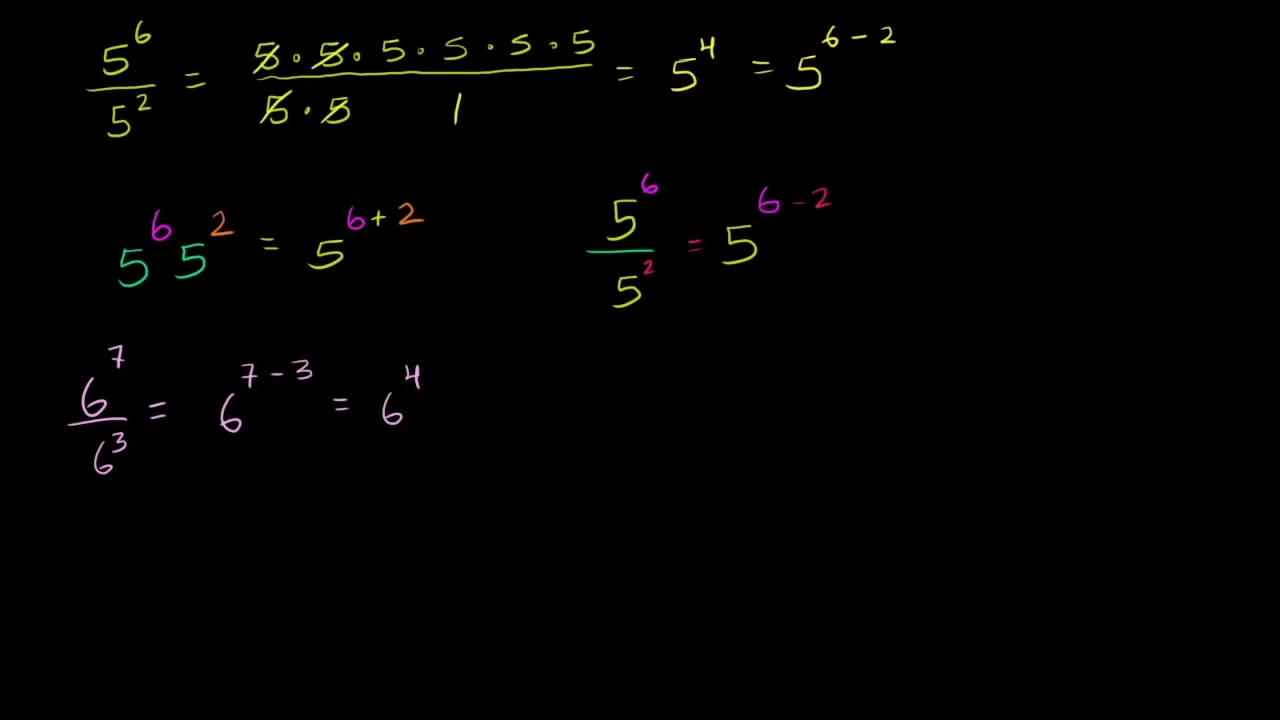 5^6/5^2 = 5·5·5·5·5·5/5·5 1 = 5^4 = 5^(6-2)
5^6 5^2 = 5^(6+2)
5^6/5^2 = 5^(6-2)
6^7/6^3 = 6^(7-3) = 6^4